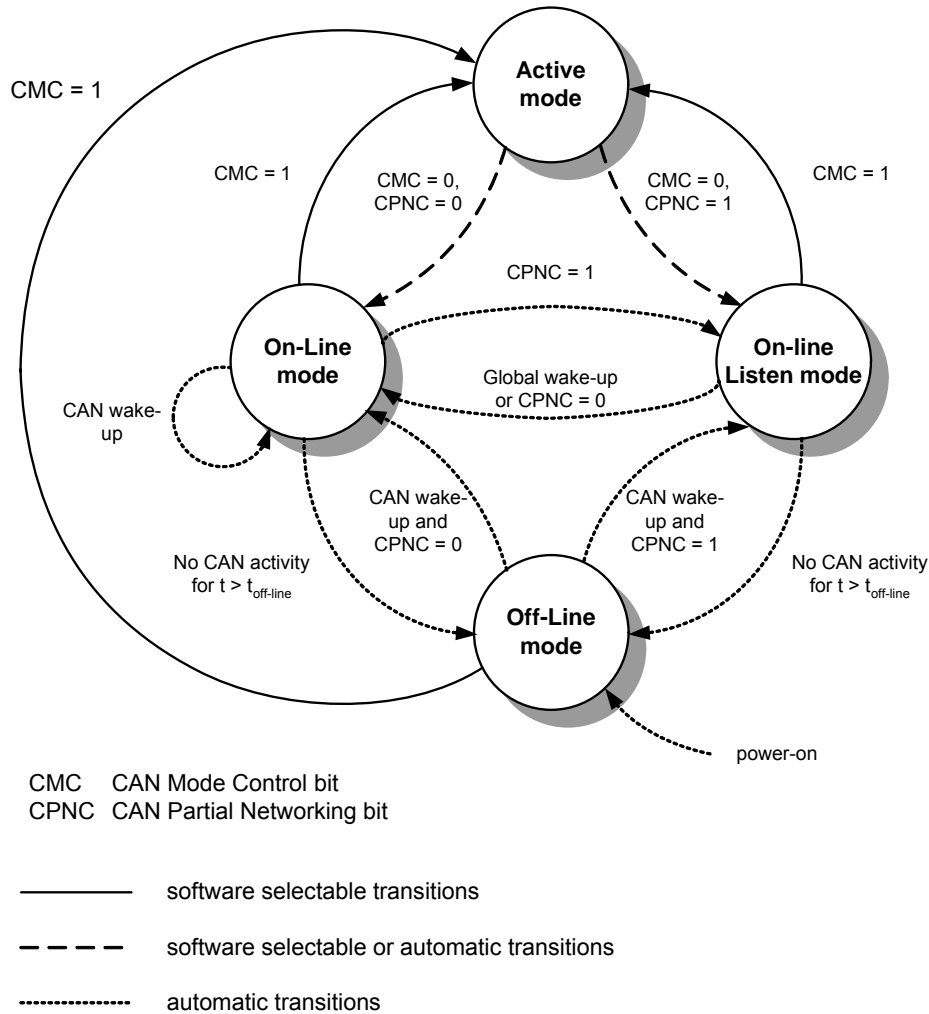 Active
mode
CMC = 1
CMC = 1
CMC = 0,
CPNC = 0
CMC = 0,
CPNC = 1
CMC = 1
CPNC = 1
On-Line
mode
On-line
Listen mode
Global wake-up
or CPNC = 0
CAN wake-
up
CAN wake-
up and
CPNC = 0
CAN wake-
up and
CPNC = 1
No CAN activity
for t > toff-line
No CAN activity
for t > toff-line
Off-Line
mode
power-on
CMC CAN Mode Control bit
CPNC CAN Partial Networking bit
software selectable transitions
software selectable or automatic transitions
automatic transitions